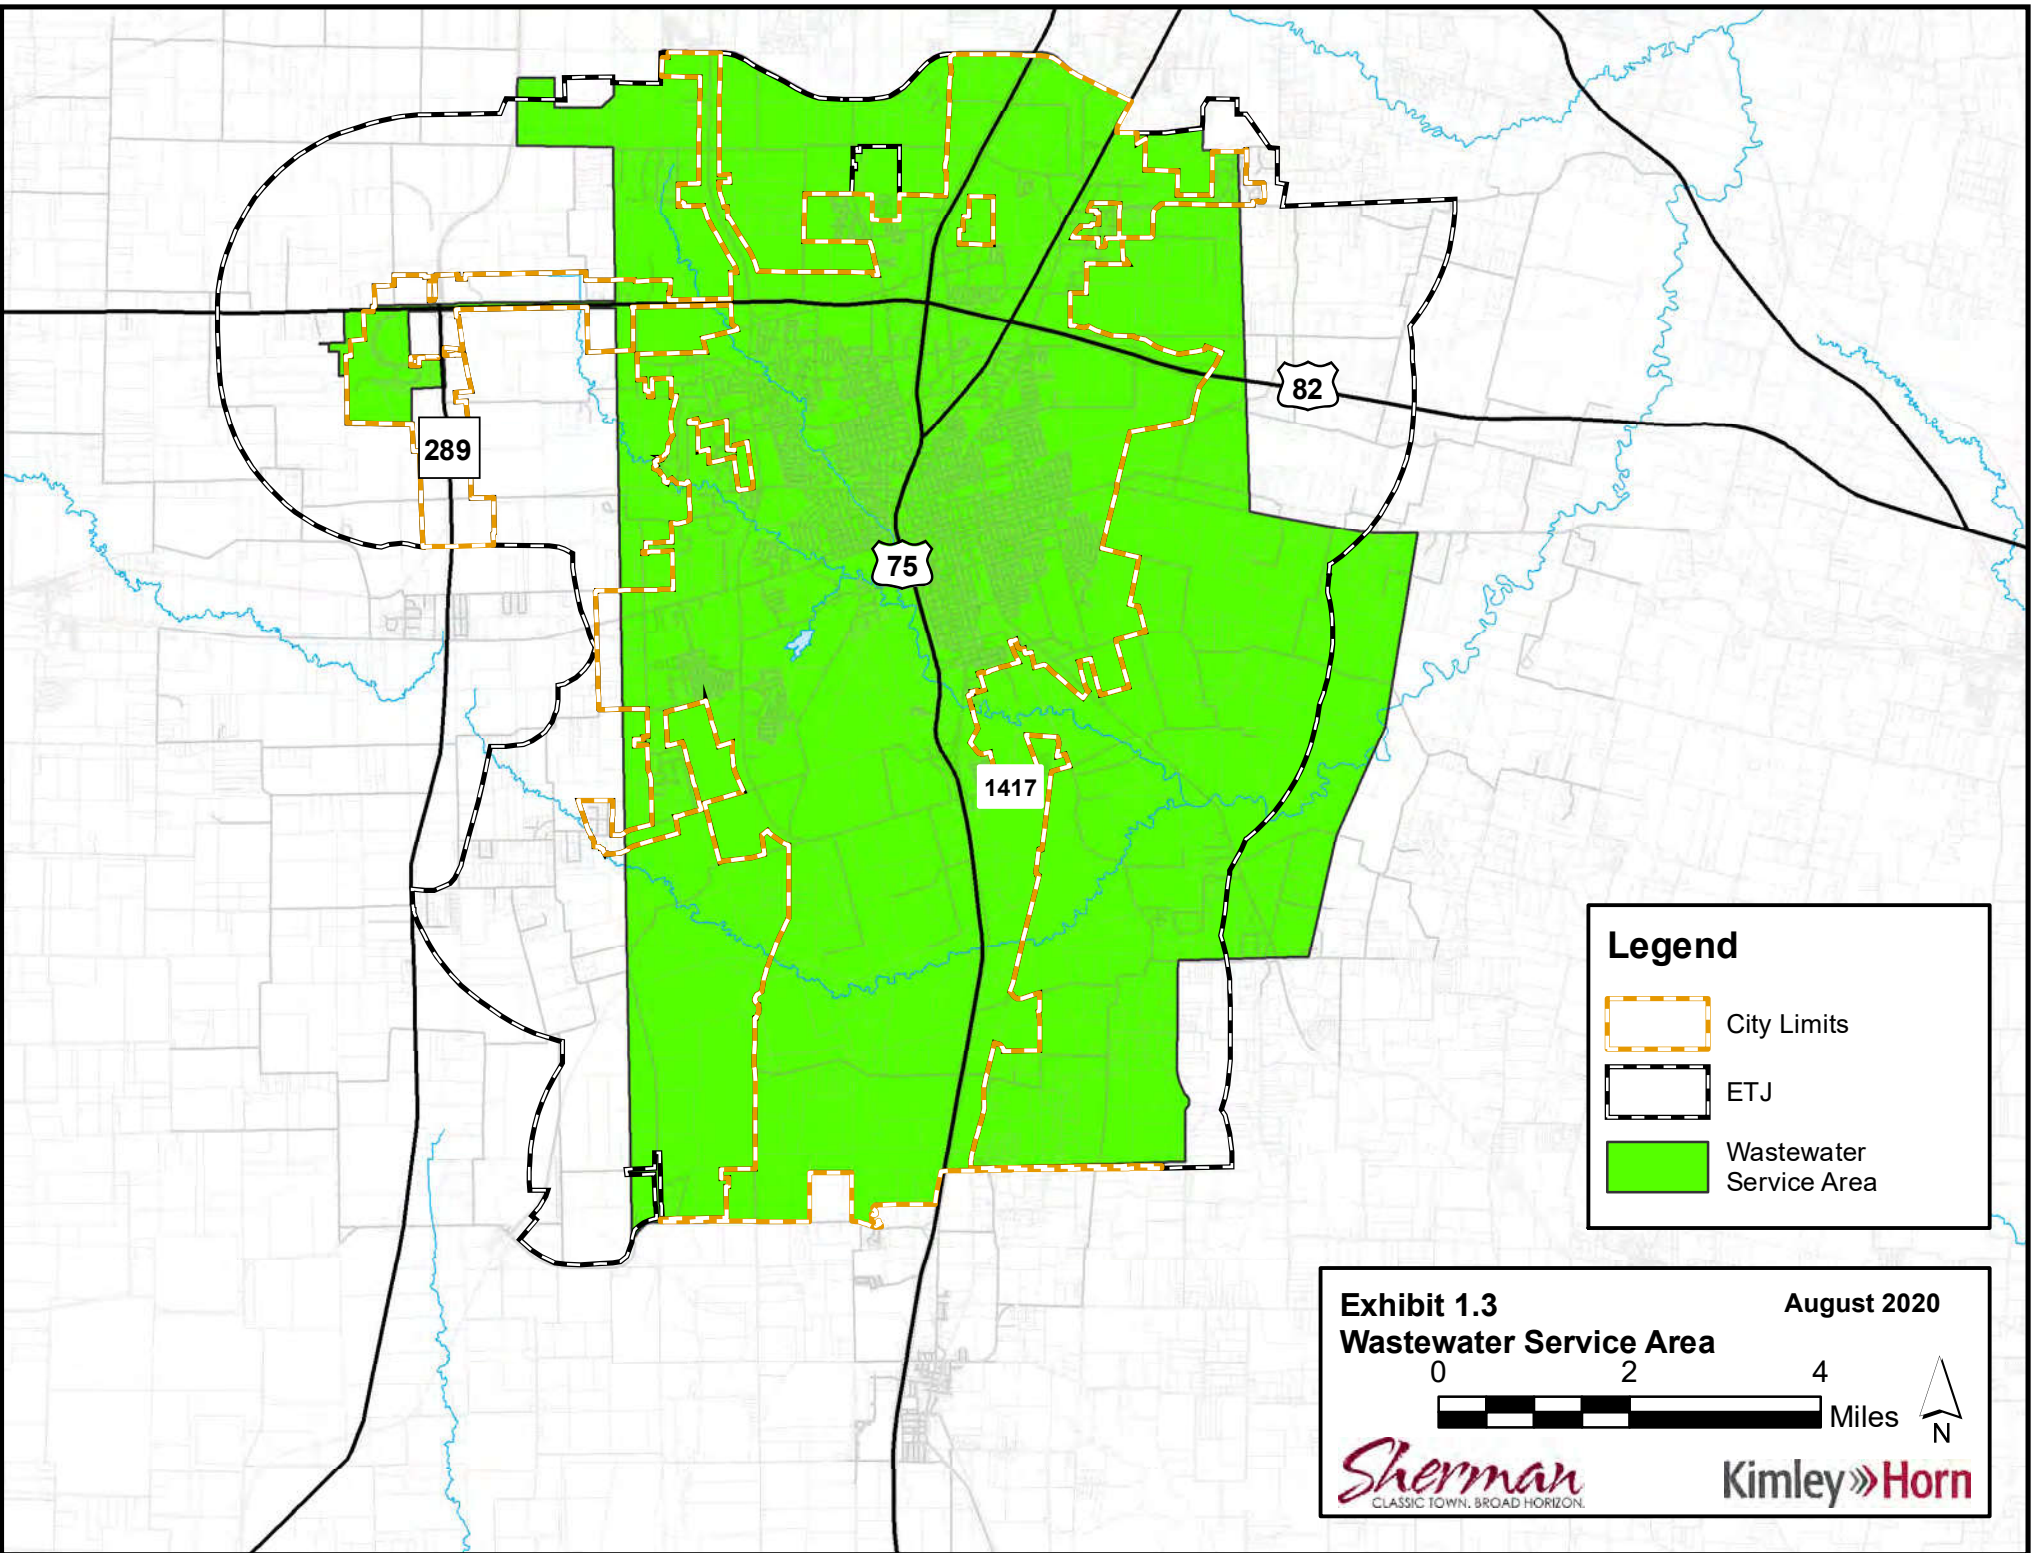 82
289
75
1417
Legend
City Limits
ETJ
Wastewater
Service Area
Exhibit 1.3
August 2020
Wastewater Service Area
0 2 4
Miles
N
Sherman
CLASSIC TOWN. BROAD HORIZON.
Kimley»Horn